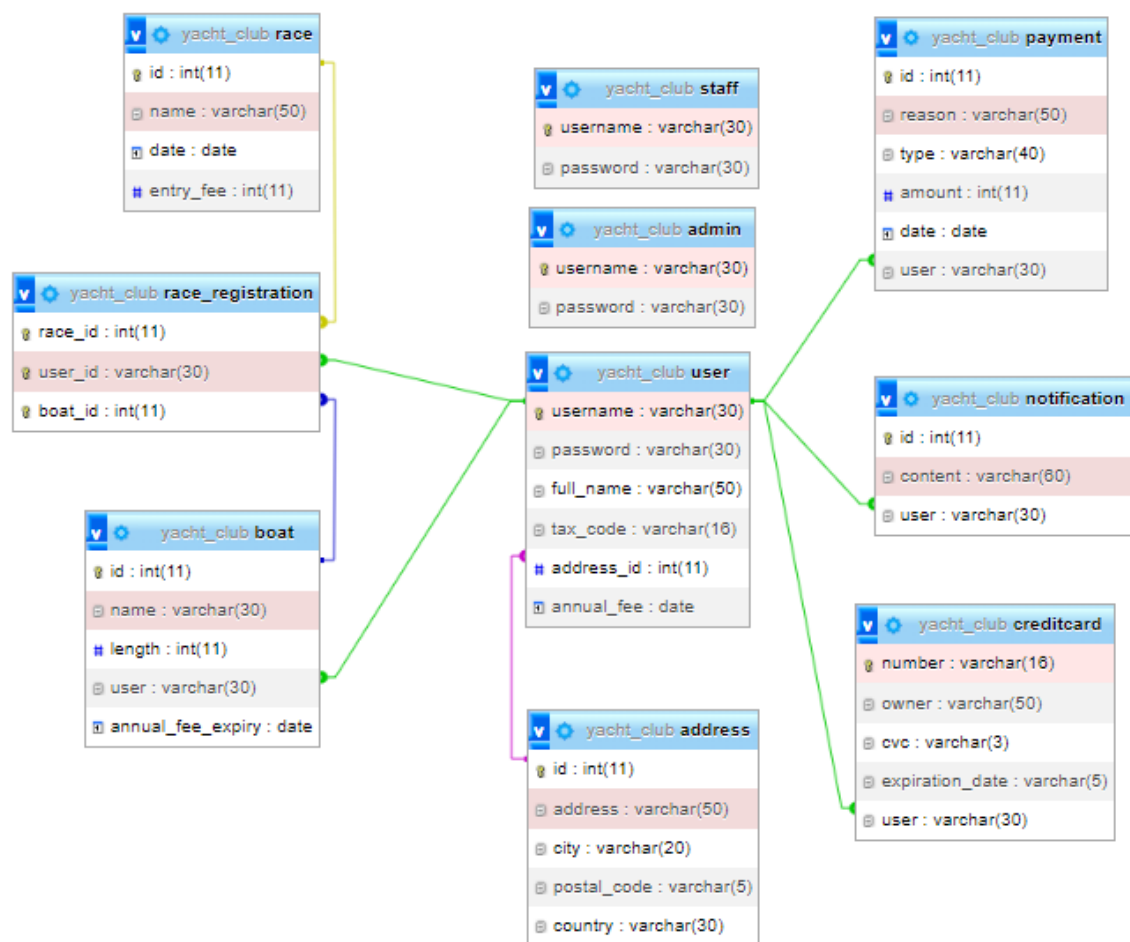 yacht_club race
id : int(11)
name : varchar(50)
date : date
entry_fee : int(11)
yacht_club race_registration
race_id : int(11)
user_id : varchar(30)
boat_id : int(11)
yacht_club boat
id : int(11)
name : varchar(30)
length : int(11)
user : varchar(30)
annual_fee_expiry : date
yacht_club staff
username : varchar(30)
password : varchar(30)
yacht_club admin
username : varchar(30)
password : varchar(30)
yacht_club user
username : varchar(30)
password : varchar(30)
full_name : varchar(50)
tax_code : varchar(16)
address_id : int(11)
annual_fee : date
yacht_club address
id : int(11)
address : varchar(50)
city : varchar(20)
postal_code : varchar(5)
country : varchar(30)
yacht_club payment
id : int(11)
reason : varchar(50)
type : varchar(40)
amount : int(11)
date : date
user : varchar(30)
yacht_club notification
id : int(11)
content : varchar(60)
user : varchar(30)
yacht_club creditcard
number : varchar(16)
owner : varchar(50)
cvc : varchar(3)
expiration_date : varchar(5)
user : varchar(30)